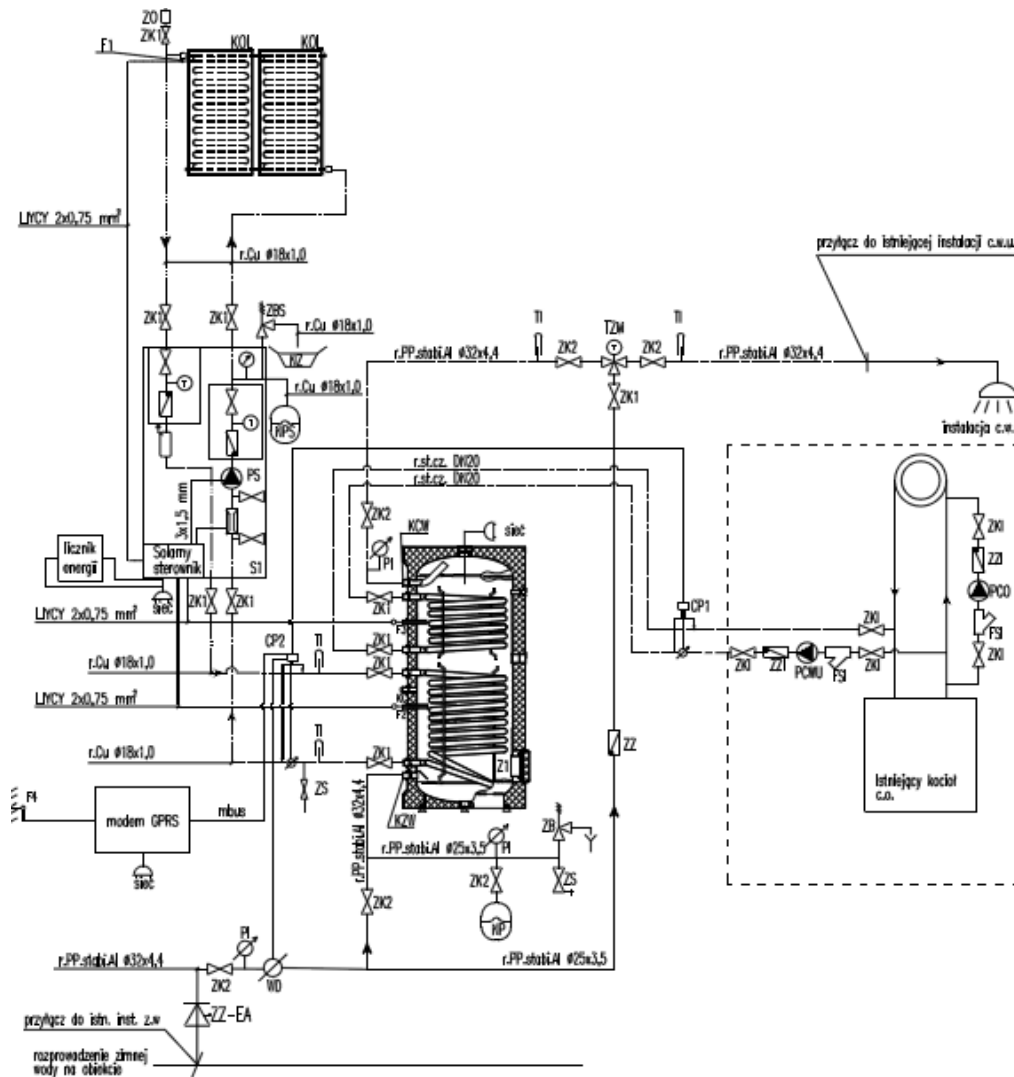 ZO
ZK1
F1
KOL
KOL
LIYCY 2x0,75 mm²
r.Cu Ø18x1,0
przyłącz do istniejącej instalacji c.w.u.
ZK1
ZK1
ZBS
r.Cu Ø18x1,0
NZ
r.Cu Ø18x1,0
NPS
T
T
TI
ZK2
TZW
T
ZK2
TI
r.PP.stabi.Al Ø32x4,4
r.PP.stabi.Al Ø32x4,4
ZK1
instalacja c.w.
PS
3x1,5 mm
r.st.cz. DN20
r.st.cz. DN20
ZK2
KCW
sieć
PI
licznik
energii
Solarny
sterownik
S1
sieć
ZK1
ZK1
ZK1
ZKI
ZZI
PCO
FSI
ZKI
LIYCY 2x0,75 mm²
F3
CP1
CP2
TI
ZK1
ZK1
r.Cu Ø18x1,0
ZKI
ZKI
ZZI
PCWU
FSI
ZKI
LIYCY 2x0,75 mm²
F2
TI
ZK1
Z1
ZZ
r.Cu Ø18x1,0
Istniejący kocioł
c.o.
ZS
F4
modem GPRS
mbus
KZW
r.PP.stabi.Al Ø32x4,4
sieć
r.PP.stabi.Al Ø25x3,5
PI
ZB
ZK2
ZS
ZK2
NP
PI
r.PP.stabi.Al Ø32x4,4
ZK2
WD
r.PP.stabi.Al Ø25x3,5
ZZ-EA
przyłącz do istn. inst. z.w
rozprowadzenie zimnej
wody na obiekcie